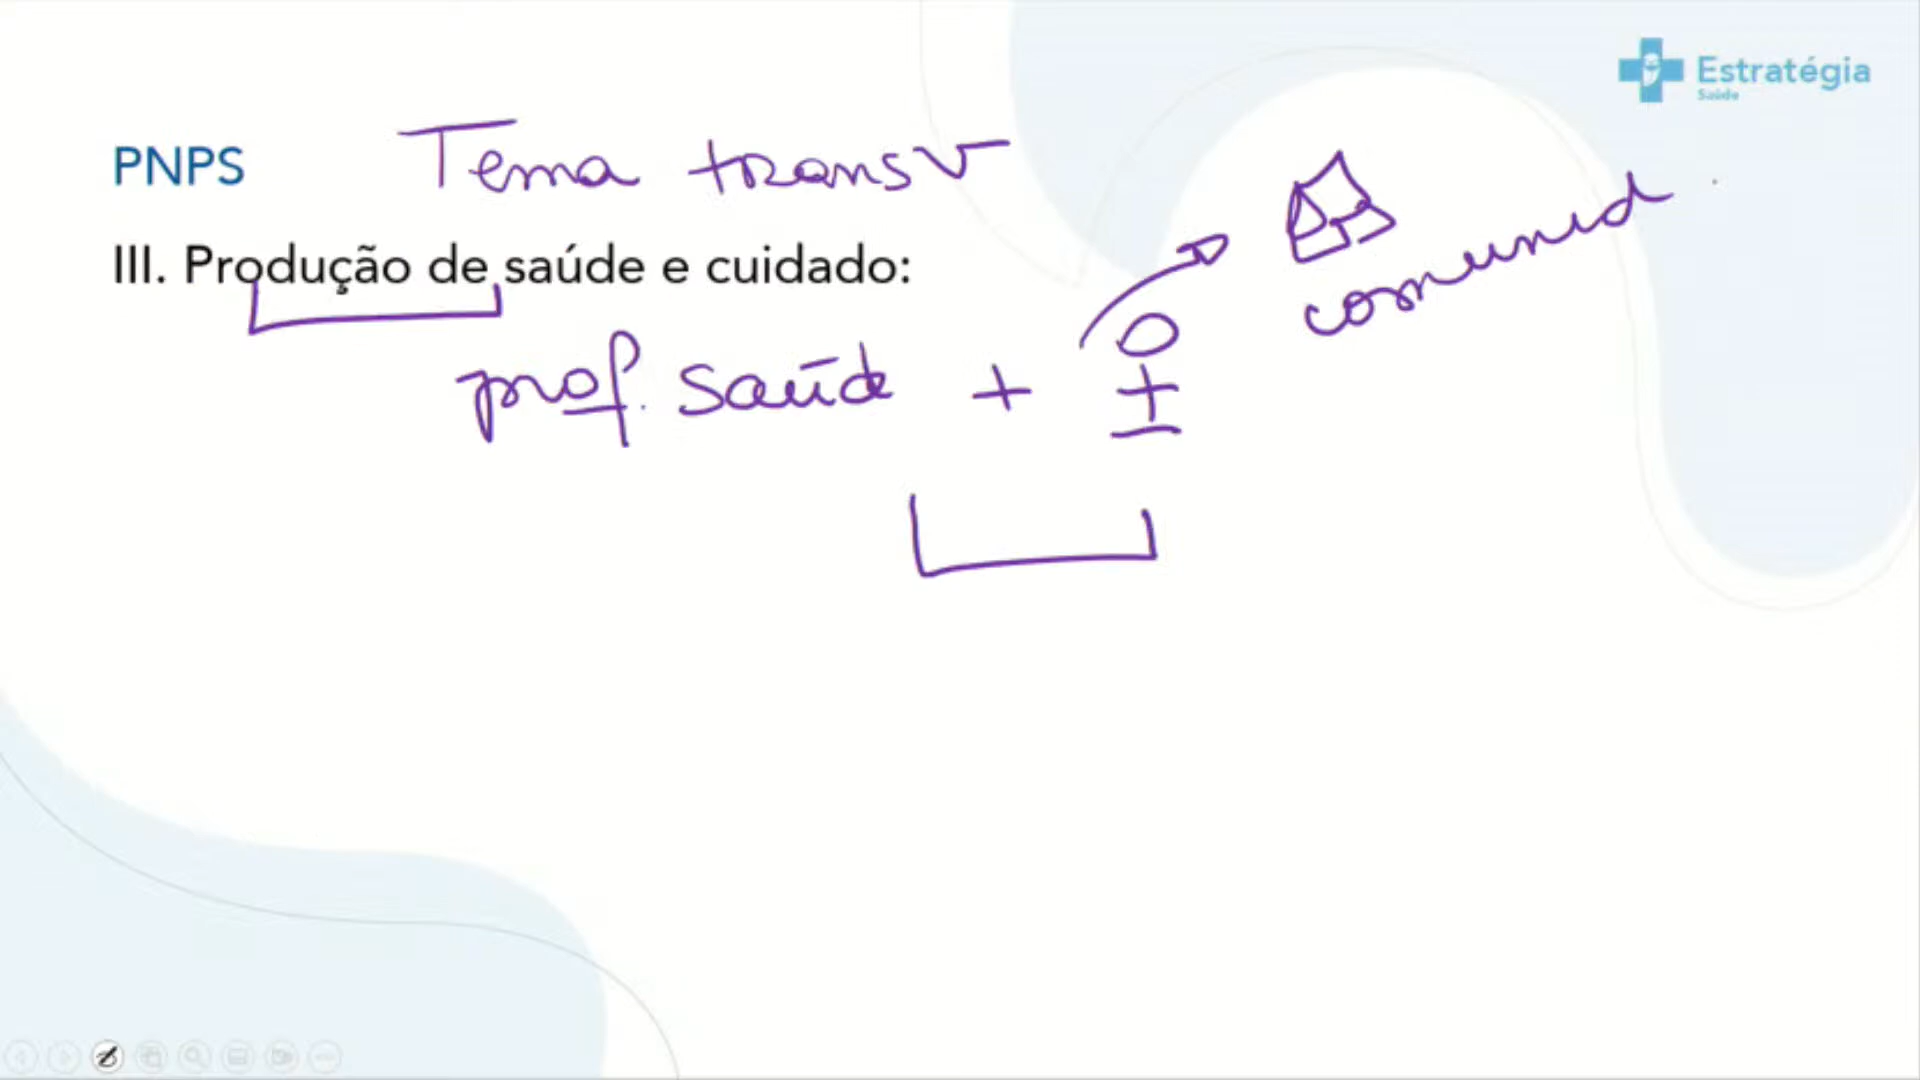 Estratégia
Saúde
PNPS Tema transv
III. Produção de saúde e cuidado:
comunid
prof. saúde +